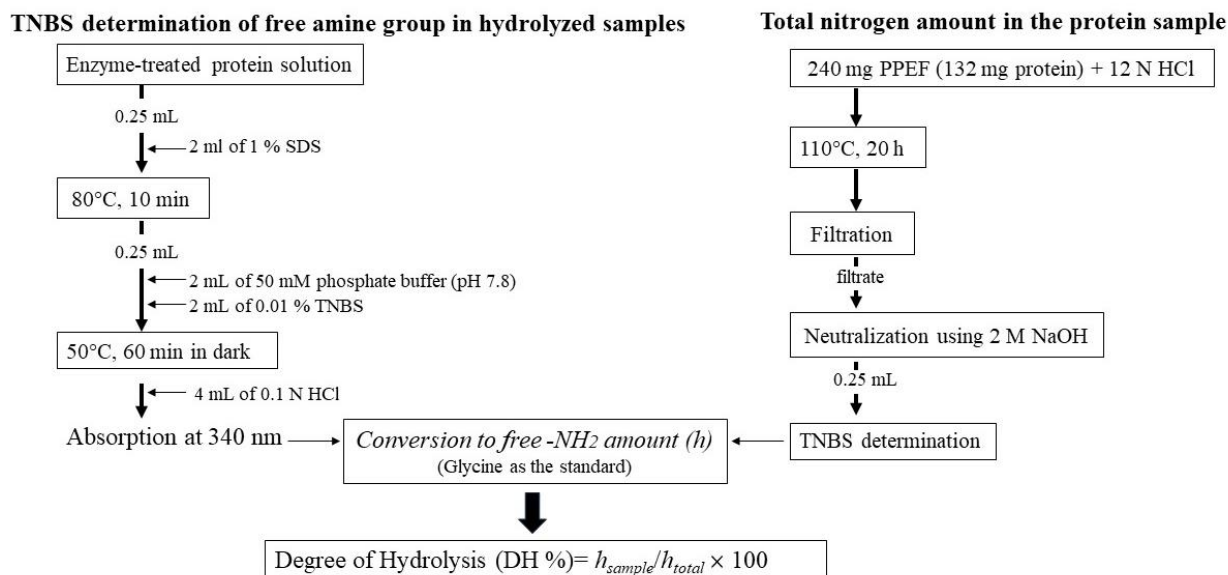 TNBS determination of free amine group in hydrolyzed samples
Enzyme-treated protein solution
0.25 mL
2 ml of 1 % SDS
80°C, 10 min
0.25 mL
2 mL of 50 mM phosphate buffer (pH 7.8)
2 mL of 0.01 % TNBS
50°C, 60 min in dark
4 mL of 0.1 N HCl
Absorption at 340 nm
Total nitrogen amount in the protein sample
240 mg PPEF (132 mg protein) + 12 N HCl
110°C, 20 h
Filtration
filtrate
Neutralization using 2 M NaOH
0.25 mL
TNBS determination
Conversion to free -NH2 amount (h)
(Glycine as the standard)
Degree of Hydrolysis (DH %)= hsample/htotal × 100